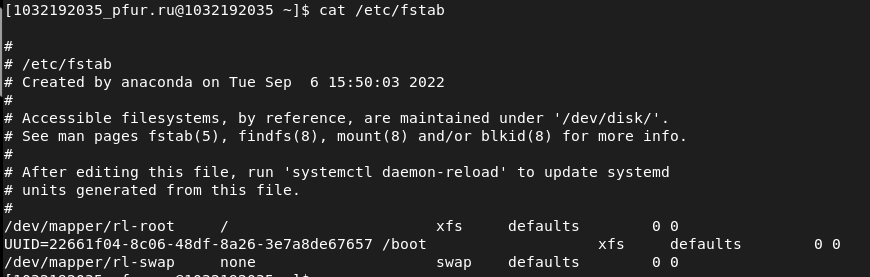 [1032192035_pfur.ru@1032192035 ~]$ cat /etc/fstab
#
# /etc/fstab
# Created by anaconda on Tue Sep  6 15:50:03 2022
#
# Accessible filesystems, by reference, are maintained under '/dev/disk/'.
# See man pages fstab(5), findfs(8), mount(8) and/or blkid(8) for more info.
#
# After editing this file, run 'systemctl daemon-reload' to update systemd
# units generated from this file.
#
/dev/mapper/rl-root     /                       xfs     defaults        0 0
UUID=22661f04-8c06-48df-8a26-3e7a8de67657 /boot                   xfs     defaults        0 0
/dev/mapper/rl-swap     none                    swap    defaults        0 0